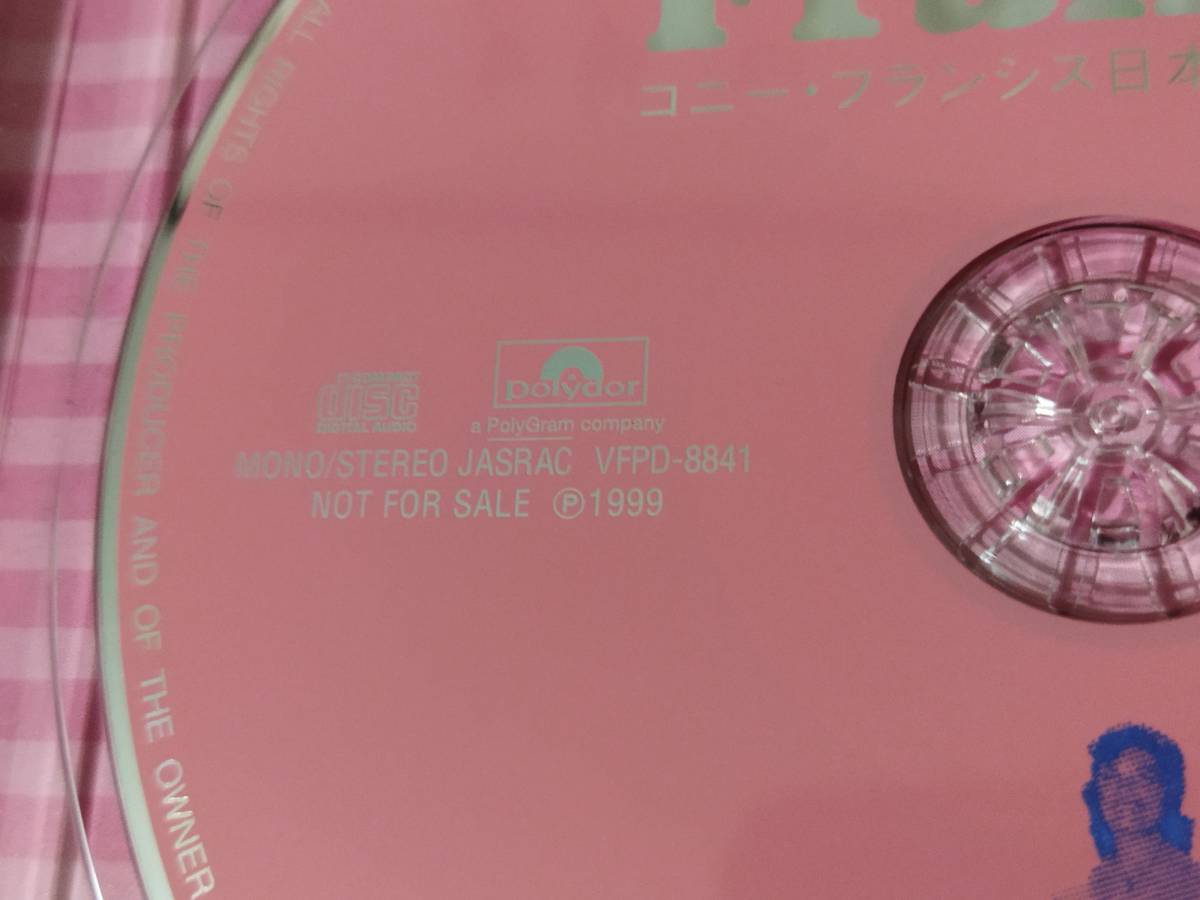 コニー・フランシス日本
COMPACT
disc
DIGITAL AUDIO
polydor
a PolyGram company
MONO/STEREO JASRAC VFPD-8841
NOT FOR SALE Ⓟ1999
ALL RIGHTS OF THE PRODUCER AND OF THE OWNER